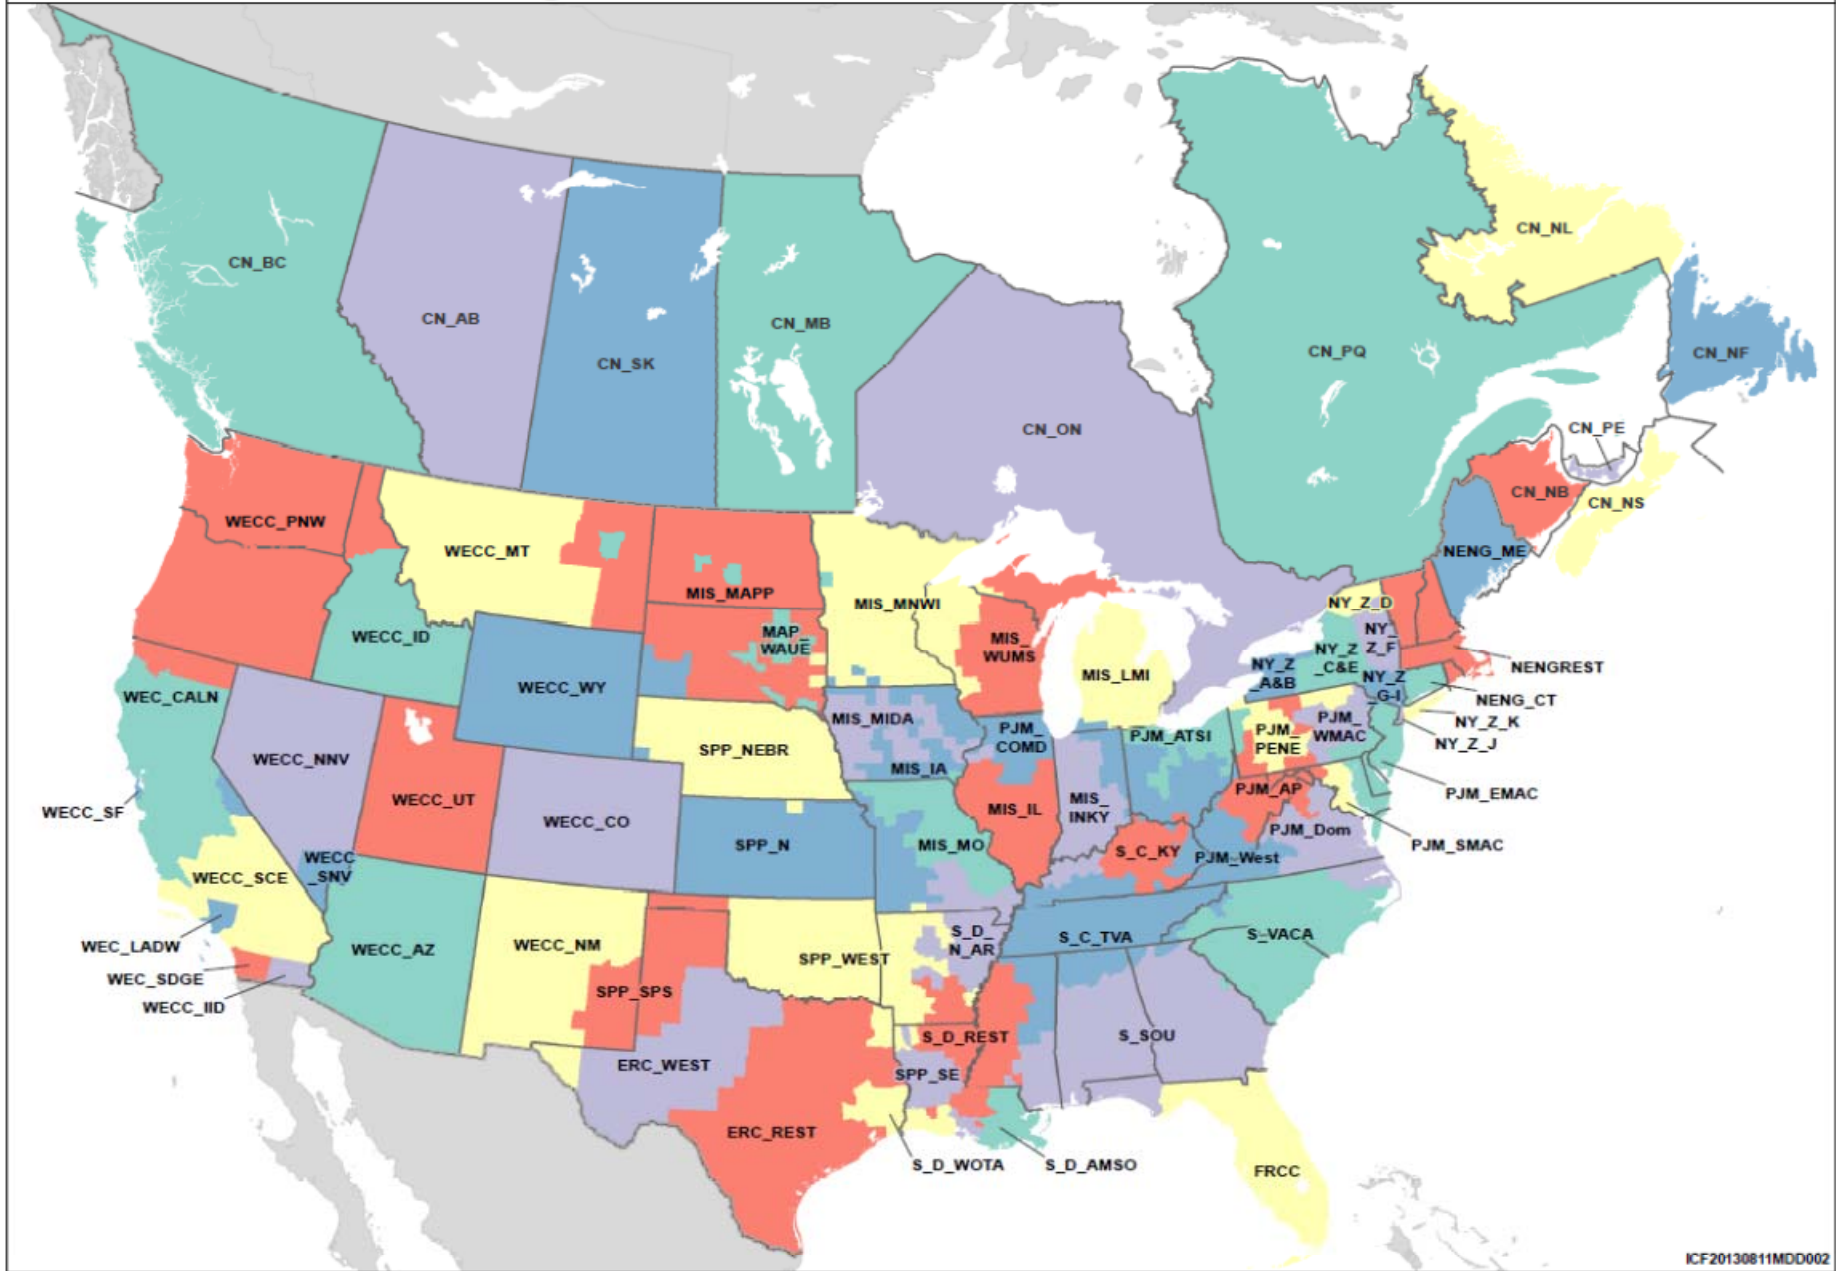 CN_BC
CN_AB
CN_SK
CN_MB
CN_ON
CN_PQ
CN_NL
CN_NF
CN_PE
CN_NB
CN_NS
WECC_PNW
WECC_MT
MIS_MAPP
MIS_MNWI
NENG_ME
NY_Z_D
WECC_ID
MAP_
WAUE
MIS_
WUMS
MIS_LMI
NY_
Z_F
NY_Z
_C&E
NY_Z
_A&B
NY_Z
_G-I
NENGREST
NENG_CT
NY_Z_K
NY_Z_J
WEC_CALN
WECC_WY
MIS_MIDA
PJM_
COMD
PJM_ATSI
PJM_
PENE
PJM_
WMAC
WECC_NNV
SPP_NEBR
MIS_IA
PJM_EMAC
WECC_SF
WECC_UT
WECC_CO
SPP_N
MIS_MO
MIS_IL
MIS_
INKY
PJM_AP
PJM_Dom
PJM_SMAC
S_C_KY
PJM_West
WECC
_SNV
WECC_SCE
WEC_LADW
WECC_AZ
WECC_NM
SPP_WEST
S_D_
N_AR
S_C_TVA
S_VACA
WEC_SDGE
WECC_IID
SPP_SPS
S_D_REST
S_SOU
ERC_WEST
SPP_SE
ERC_REST
S_D_WOTA
S_D_AMSO
FRCC
ICF20130811MDD002